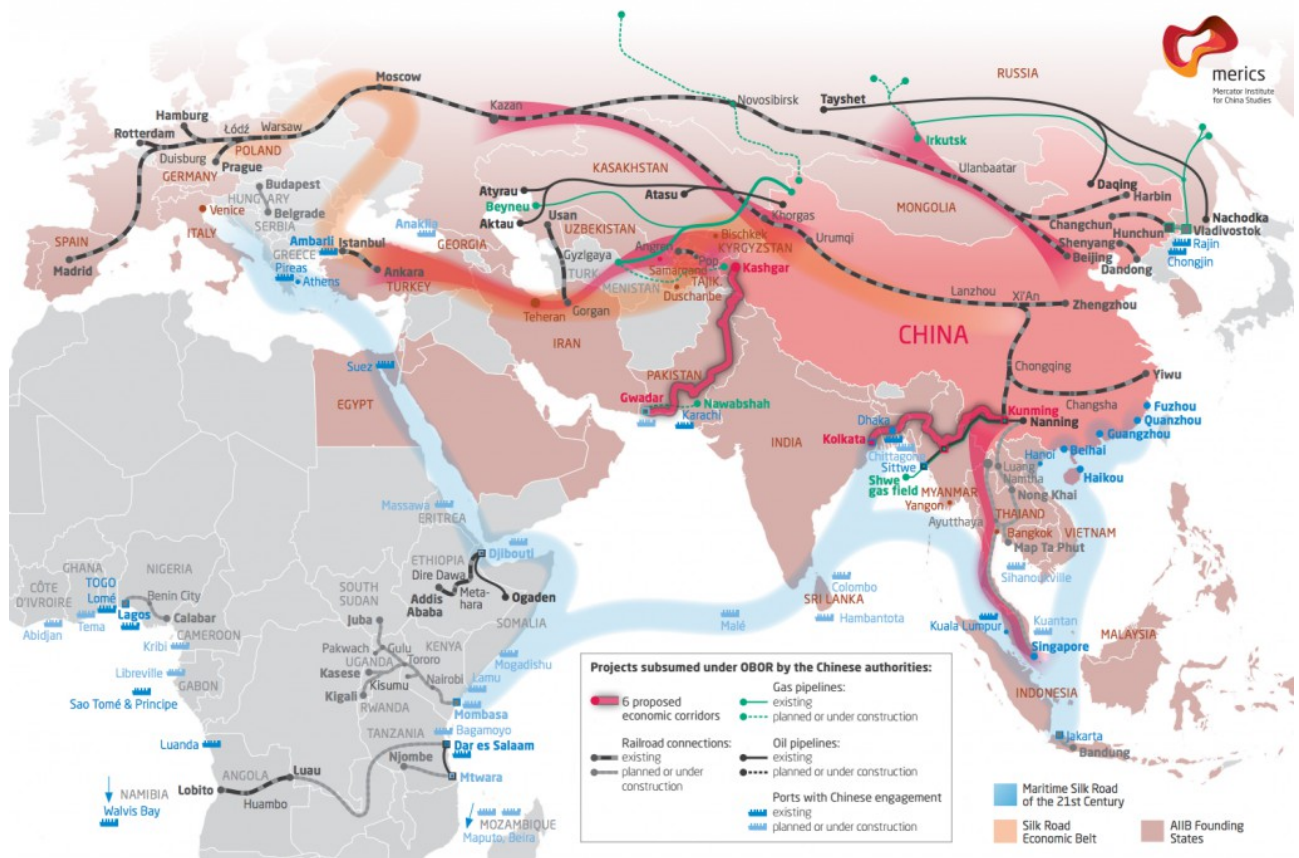 merics
Mercator Institute
for China Studies
RUSSIA
Moscow
Kazan
Novosibirsk
Tayshet
Hamburg
Rotterdam
Łódź
Warsaw
POLAND
Duisburg
Prague
GERMANY
Irkutsk
Ulanbaatar
KASAKHSTAN
Budapest
HUNGARY
Belgrade
SERBIA
Venice
ITALY
Atyrau
Beyneu
Aktau
Atasu
Usan
UZBEKISTAN
Khorgas
MONGOLIA
Daqing
Harbin
Changchun
Hunchun
Nachodka
Vladivostok
Shenyang
Rajin
Beijing
Chongjin
Dandong
Anaklia
GEORGIA
Bischkek
KYRGYZSTAN
Urumqi
SPAIN
Madrid
Ambarli
Istanbul
GREECE
Pireas
Athens
Ankara
TURKEY
Gyzlgaya
Angren
Pop
TURK-
MENISTAN
Samarqand
TAJIK.
Kashgar
Duschanbe
Teheran
Gorgan
IRAN
Lanzhou
Xi'An
Zhengzhou
CHINA
Suez
EGYPT
PAKISTAN
Gwadar
Nawabshah
Karachi
Chongqing
Yiwu
Changsha
Fuzhou
Quanzhou
Guangzhou
Kunming
Nanning
INDIA
Dhaka
Kolkata
Chittagong
Sittwe
Shwe
gas field
Hanoi
Beihai
Haikou
Luang
Namtha
MYANMAR
Yangon
Nong Khai
THAILAND
Ayutthaya
Bangkok
VIETNAM
Map Ta Phut
Sihanoukville
Massawa
ERITREA
Djibouti
ETHIOPIA
Dire Dawa
Meta-
hara
Addis
Ababa
Ogaden
SOMALIA
GHANA
NIGERIA
TOGO
CÔTE
D'IVOIRE
Lomé
Benin City
Lagos
Abidjan
Tema
Calabar
CAMEROON
Kribi
Libreville
GABON
Sao Tomé & Principe
SOUTH
SUDAN
Juba
Pakwach
Gulu
KENYA
UGANDA
Tororo
Kasese
Kisumu
Nairobi
Lamu
Mogadishu
Kigali
RWANDA
Mombasa
Bagamoyo
TANZANIA
Dar es Salaam
Njombe
Mtwara
Luanda
ANGOLA
Luau
Lobito
Huambo
NAMIBIA
Walvis Bay
MOZAMBIQUE
Maputo, Beira
Colombo
SRI LANKA
Hambantota
Malé
Kuala Lumpur
Kuantan
MALAYSIA
Singapore
INDONESIA
Jakarta
Bandung
Projects subsumed under OBOR by the Chinese authorities:
6 proposed
economic corridors
Railroad connections:
existing
planned or under
construction
Gas pipelines:
existing
planned or under construction
Oil pipelines:
existing
planned or under construction
Ports with Chinese engagement
existing
planned or under construction
Maritime Silk Road
of the 21st Century
Silk Road
Economic Belt
AIIB Founding
States